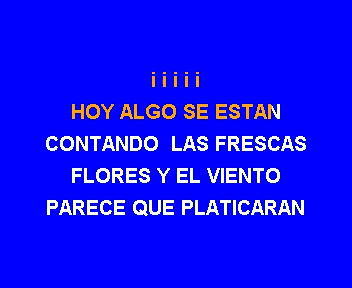 i i i i i
HOY ALGO SE ESTAN
CONTANDO  LAS FRESCAS
FLORES Y EL VIENTO
PARECE QUE PLATICARAN